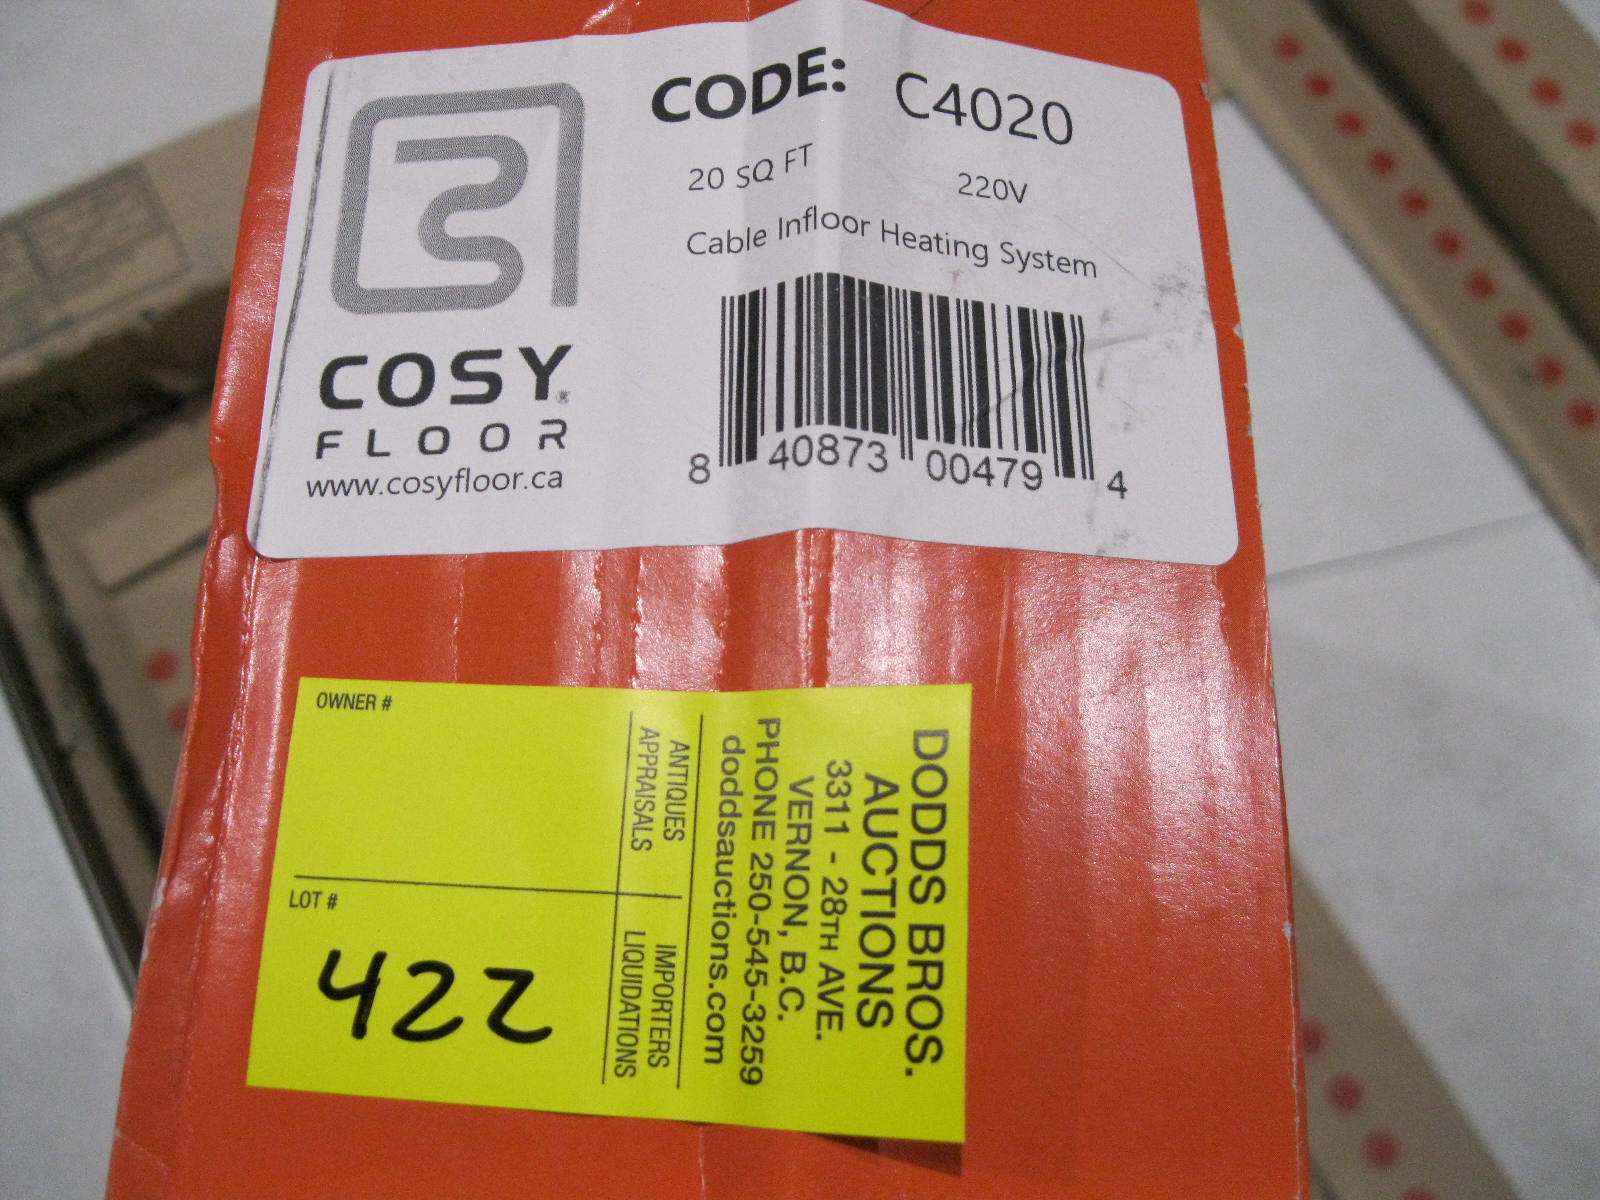 CODE: C4020
20 SQ FT 220V
Cable Infloor Heating System
8 40873 00479 4
COSY®
FLOOR
www.cosyfloor.ca
OWNER #
LOT #
422
DODDS BROS.
AUCTIONS
3311 - 28TH AVE.
VERNON, B.C.
PHONE 250-545-3259
doddsauctions.com
ANTIQUES IMPORTERS
APPRAISALS LIQUIDATIONS